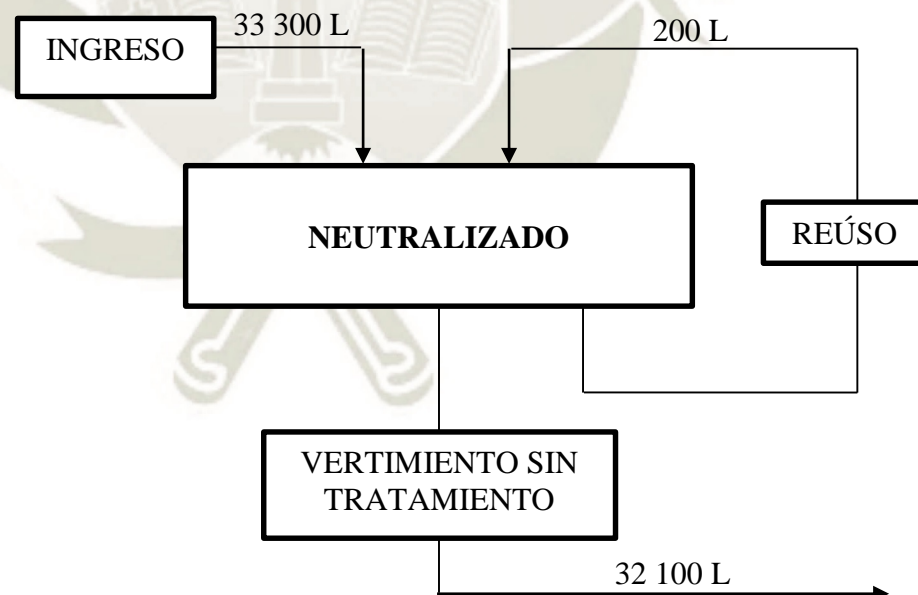 33 300 L
200 L
INGRESO
NEUTRALIZADO
REÚSO
VERTIMIENTO SIN
TRATAMIENTO
32 100 L